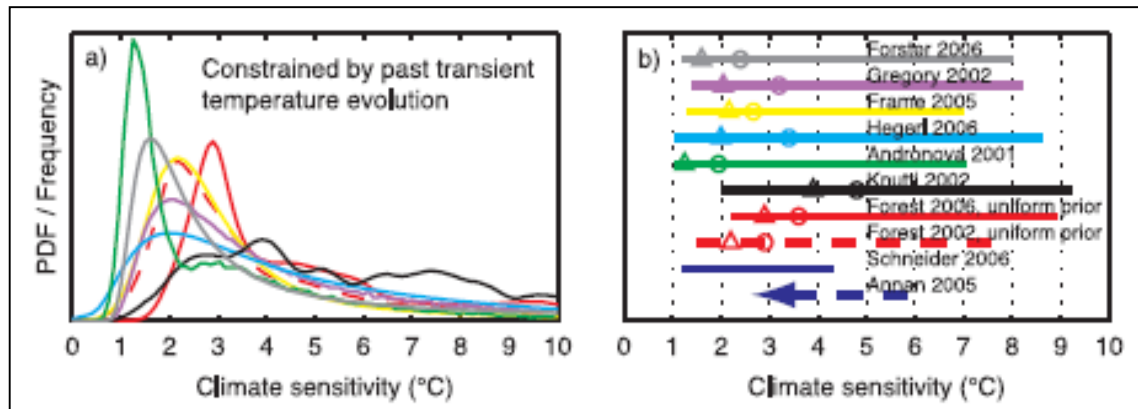 a)
Constrained by past transient
temperature evolution
PDF / Frequency
0 1 2 3 4 5 6 7 8 9 10
Climate sensitivity (°C)
b)
Forster 2006
Gregory 2002
Frame 2005
Hegerl 2006
Andronova 2001
Knutti 2002
Forest 2006, uniform prior
Forest 2002, uniform prior
Schneider 2006
Annan 2005
0 1 2 3 4 5 6 7 8 9 10
Climate sensitivity (°C)